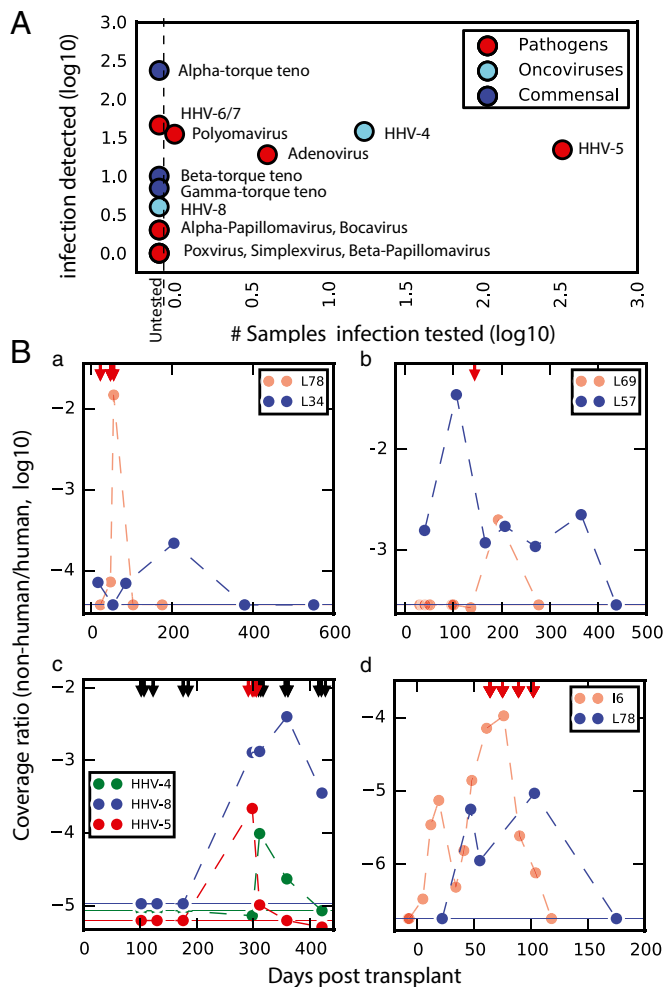 A
infection detected (log10)
3.0
2.5
2.0
1.5
1.0
0.5
0.0
Pathogens
Oncoviruses
Commensal
Alpha-torque teno
HHV-6/7
Polyomavirus
HHV-4
Adenovirus
HHV-5
Beta-torque teno
Gamma-torque teno
HHV-8
Alpha-Papillomavirus, Bocavirus
Poxvirus, Simplexvirus, Beta-Papillomavirus
Untested
0.0
0.5
1.0
1.5
2.0
2.5
3.0
# Samples infection tested (log10)
B
Coverage ratio (non-human/human, log10)
a
L78
L34
−2
−3
−4
0
200
400
600
b
L69
L57
-2
-3
0
100
200
300
400
500
c
HHV-4
HHV-8
HHV-5
−2
−3
−4
−5
0
100
200
300
400
d
I6
L78
−4
−5
−6
0
50
100
150
200
Days post transplant